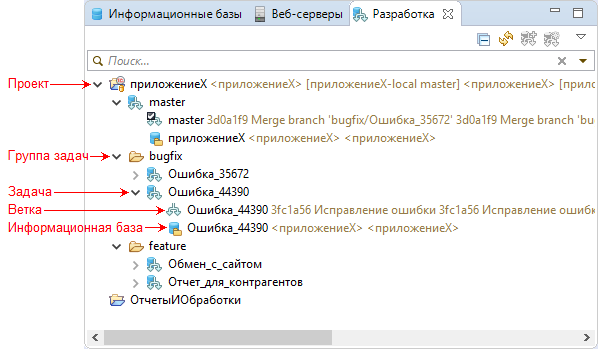 Информационные базы Веб-серверы Разработка
Поиск...
Проект приложениеX <приложениеX> [приложениеX-local master] <приложениеX> [прило
master
master 3d0a1f9 Merge branch 'bugfix/Ошибка_35672' 3d0a1f9 Merge branch 'bu
приложениеX <приложениеX> <приложениеX>
Группа задач bugfix
Ошибка_35672
Задача Ошибка_44390
Ветка Ошибка_44390 3fc1a56 Исправление ошибки 3fc1a56 Исправление ошибк
Информационная база Ошибка_44390 <приложениеX> <приложениеX>
feature
Обмен_с_сайтом
Отчет_для_контрагентов
ОтчетыИОбработки